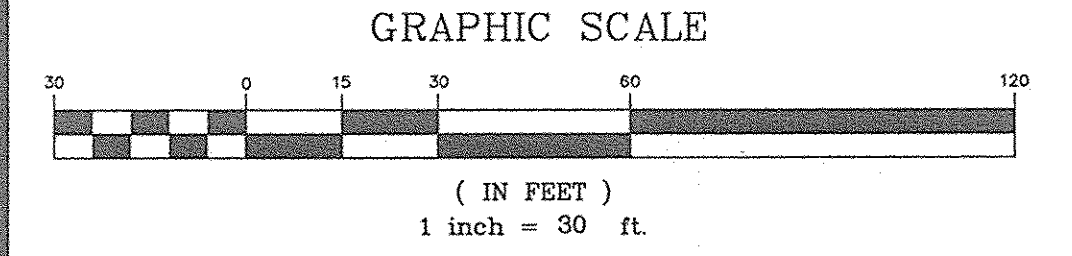 GRAPHIC SCALE
30 0 15 30 60 120
( IN FEET )
1 inch = 30 ft.